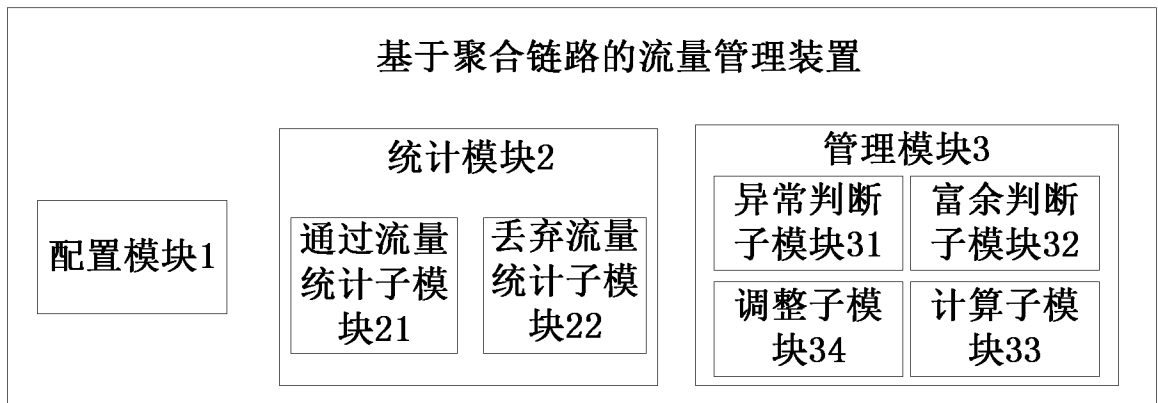 基于聚合链路的流量管理装置
配置模块1
统计模块2
通过流量
统计子模
块21
丢弃流量
统计子模
块22
管理模块3
异常判断
子模块31
富余判断
子模块32
调整子模
块34
计算子模
块33